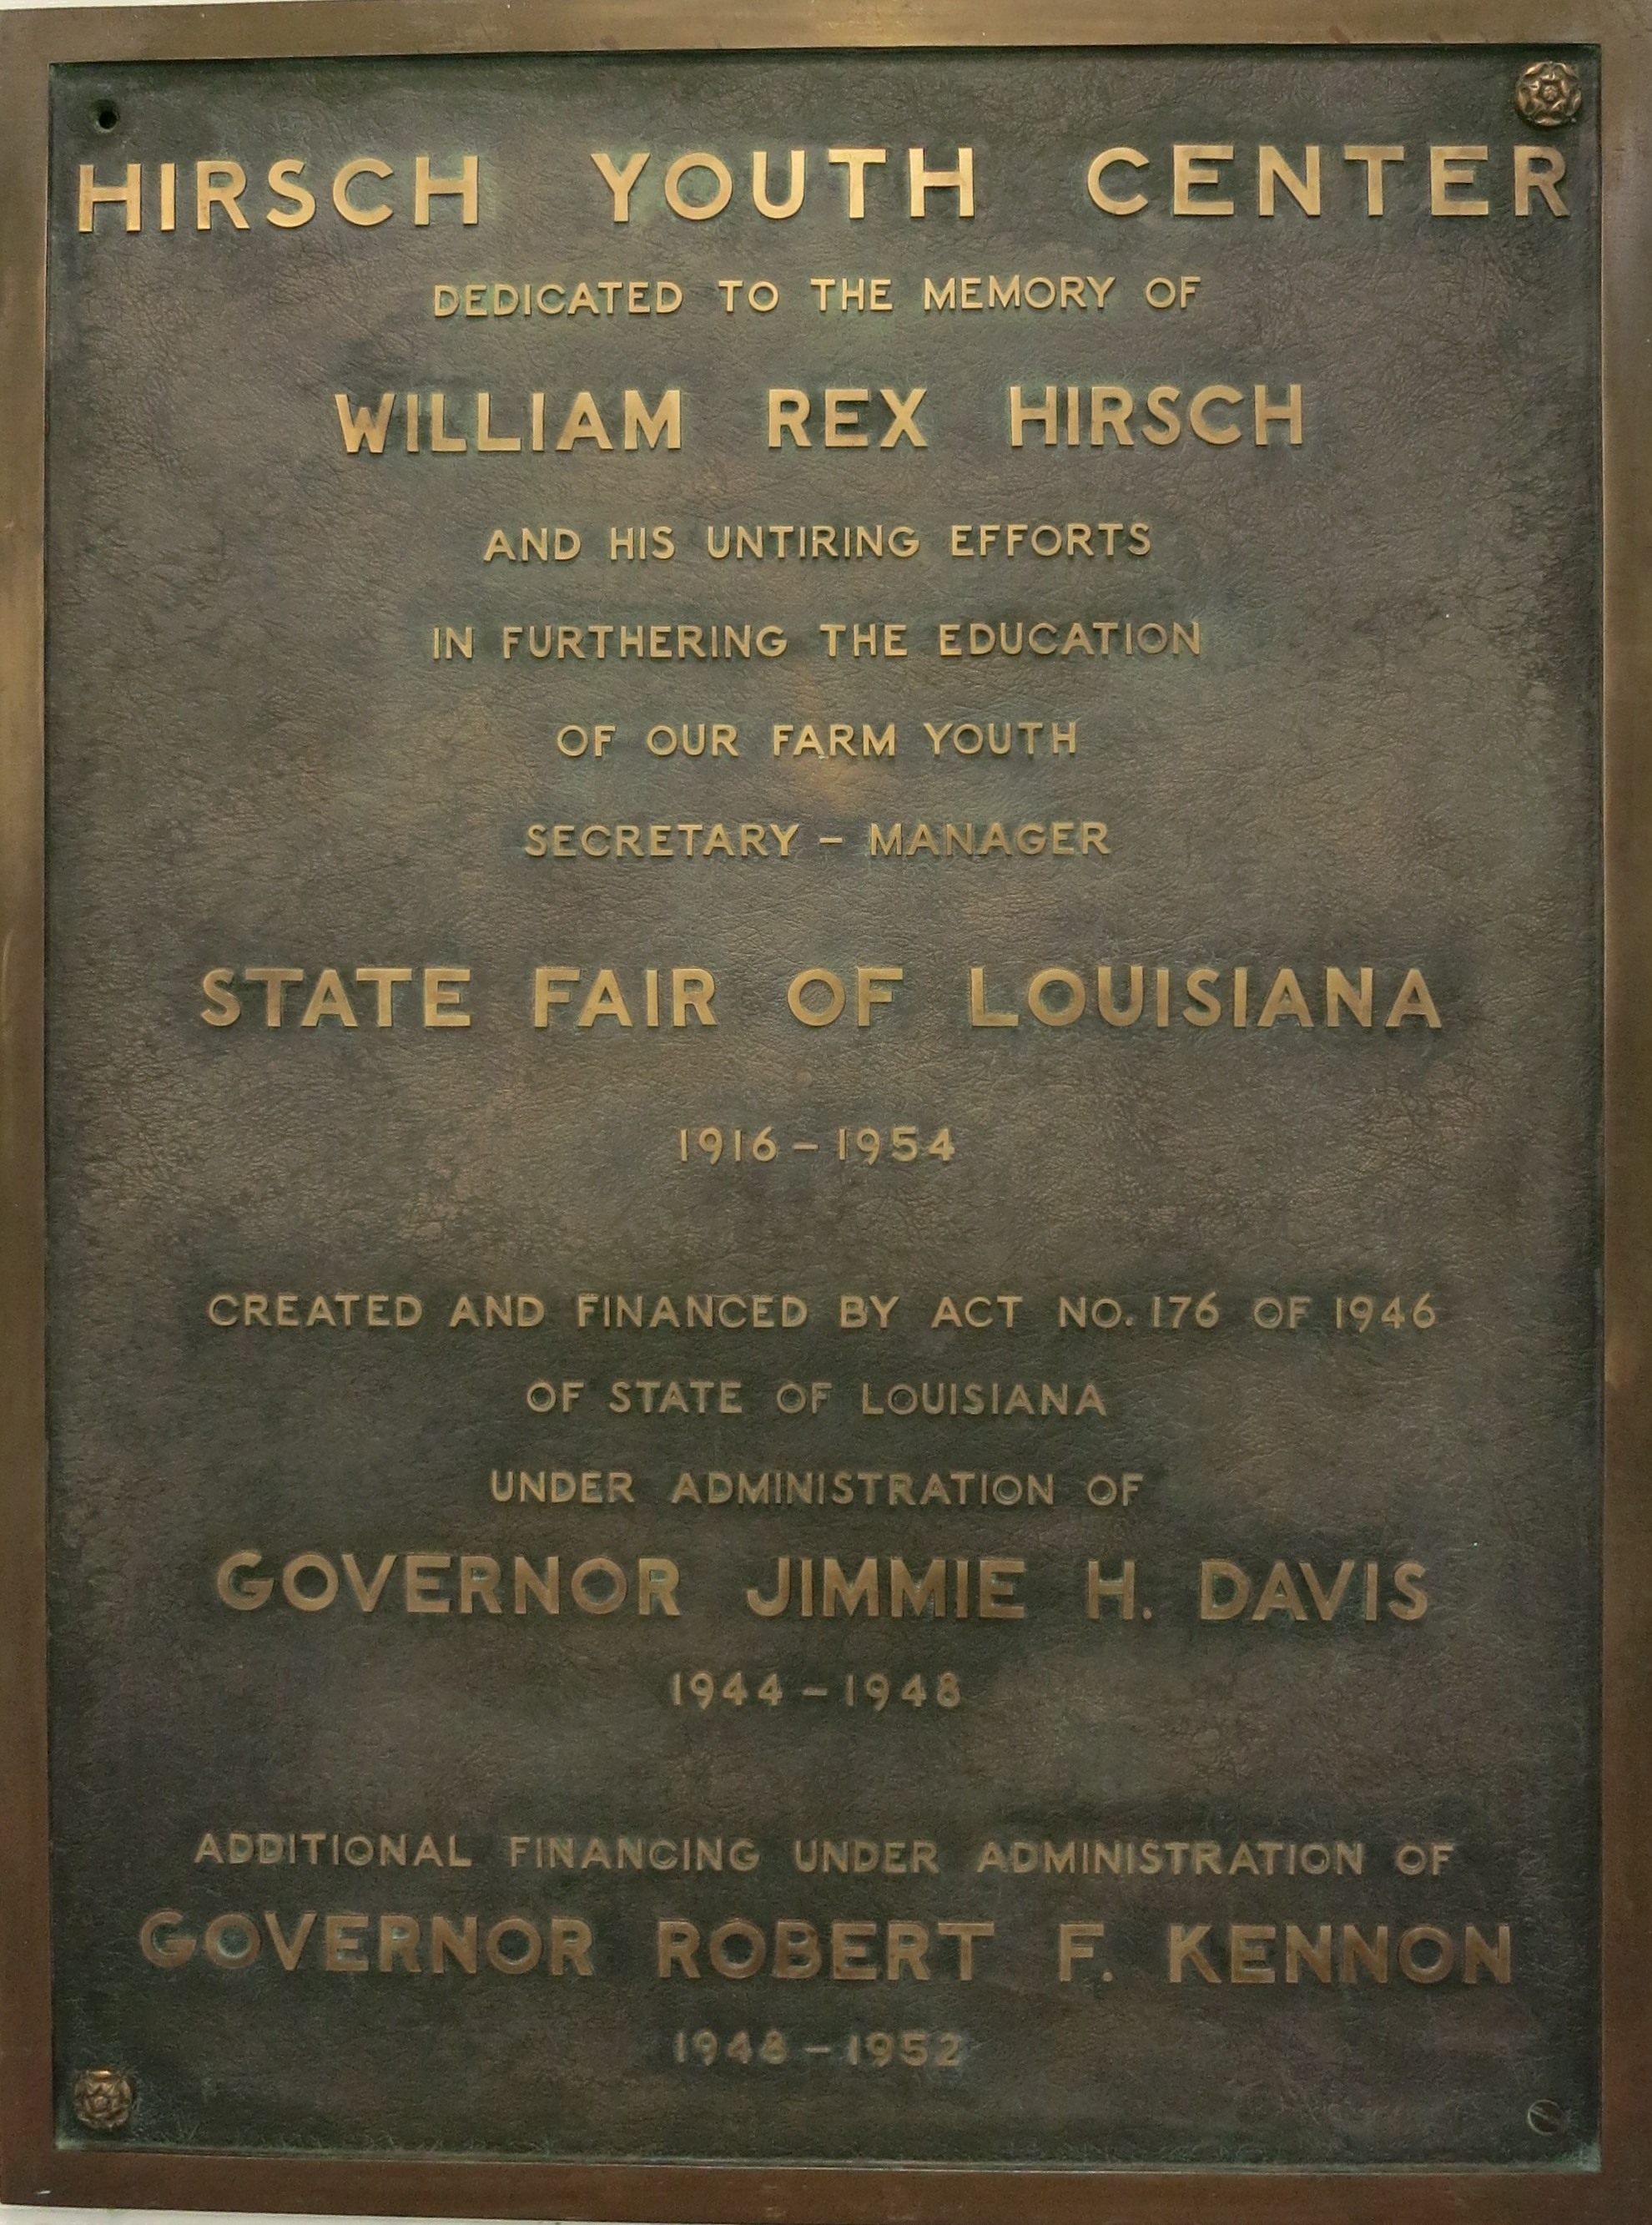 HIRSCH YOUTH CENTER
DEDICATED TO THE MEMORY OF
WILLIAM REX HIRSCH
AND HIS UNTIRING EFFORTS
IN FURTHERING THE EDUCATION
OF OUR FARM YOUTH
SECRETARY – MANAGER
STATE FAIR OF LOUISIANA
1916 – 1954
CREATED AND FINANCED BY ACT NO. 176 OF 1946
OF STATE OF LOUISIANA
UNDER ADMINISTRATION OF
GOVERNOR JIMMIE H. DAVIS
1944 – 1948
ADDITIONAL FINANCING UNDER ADMINISTRATION OF
GOVERNOR ROBERT F. KENNON
1948 – 1952